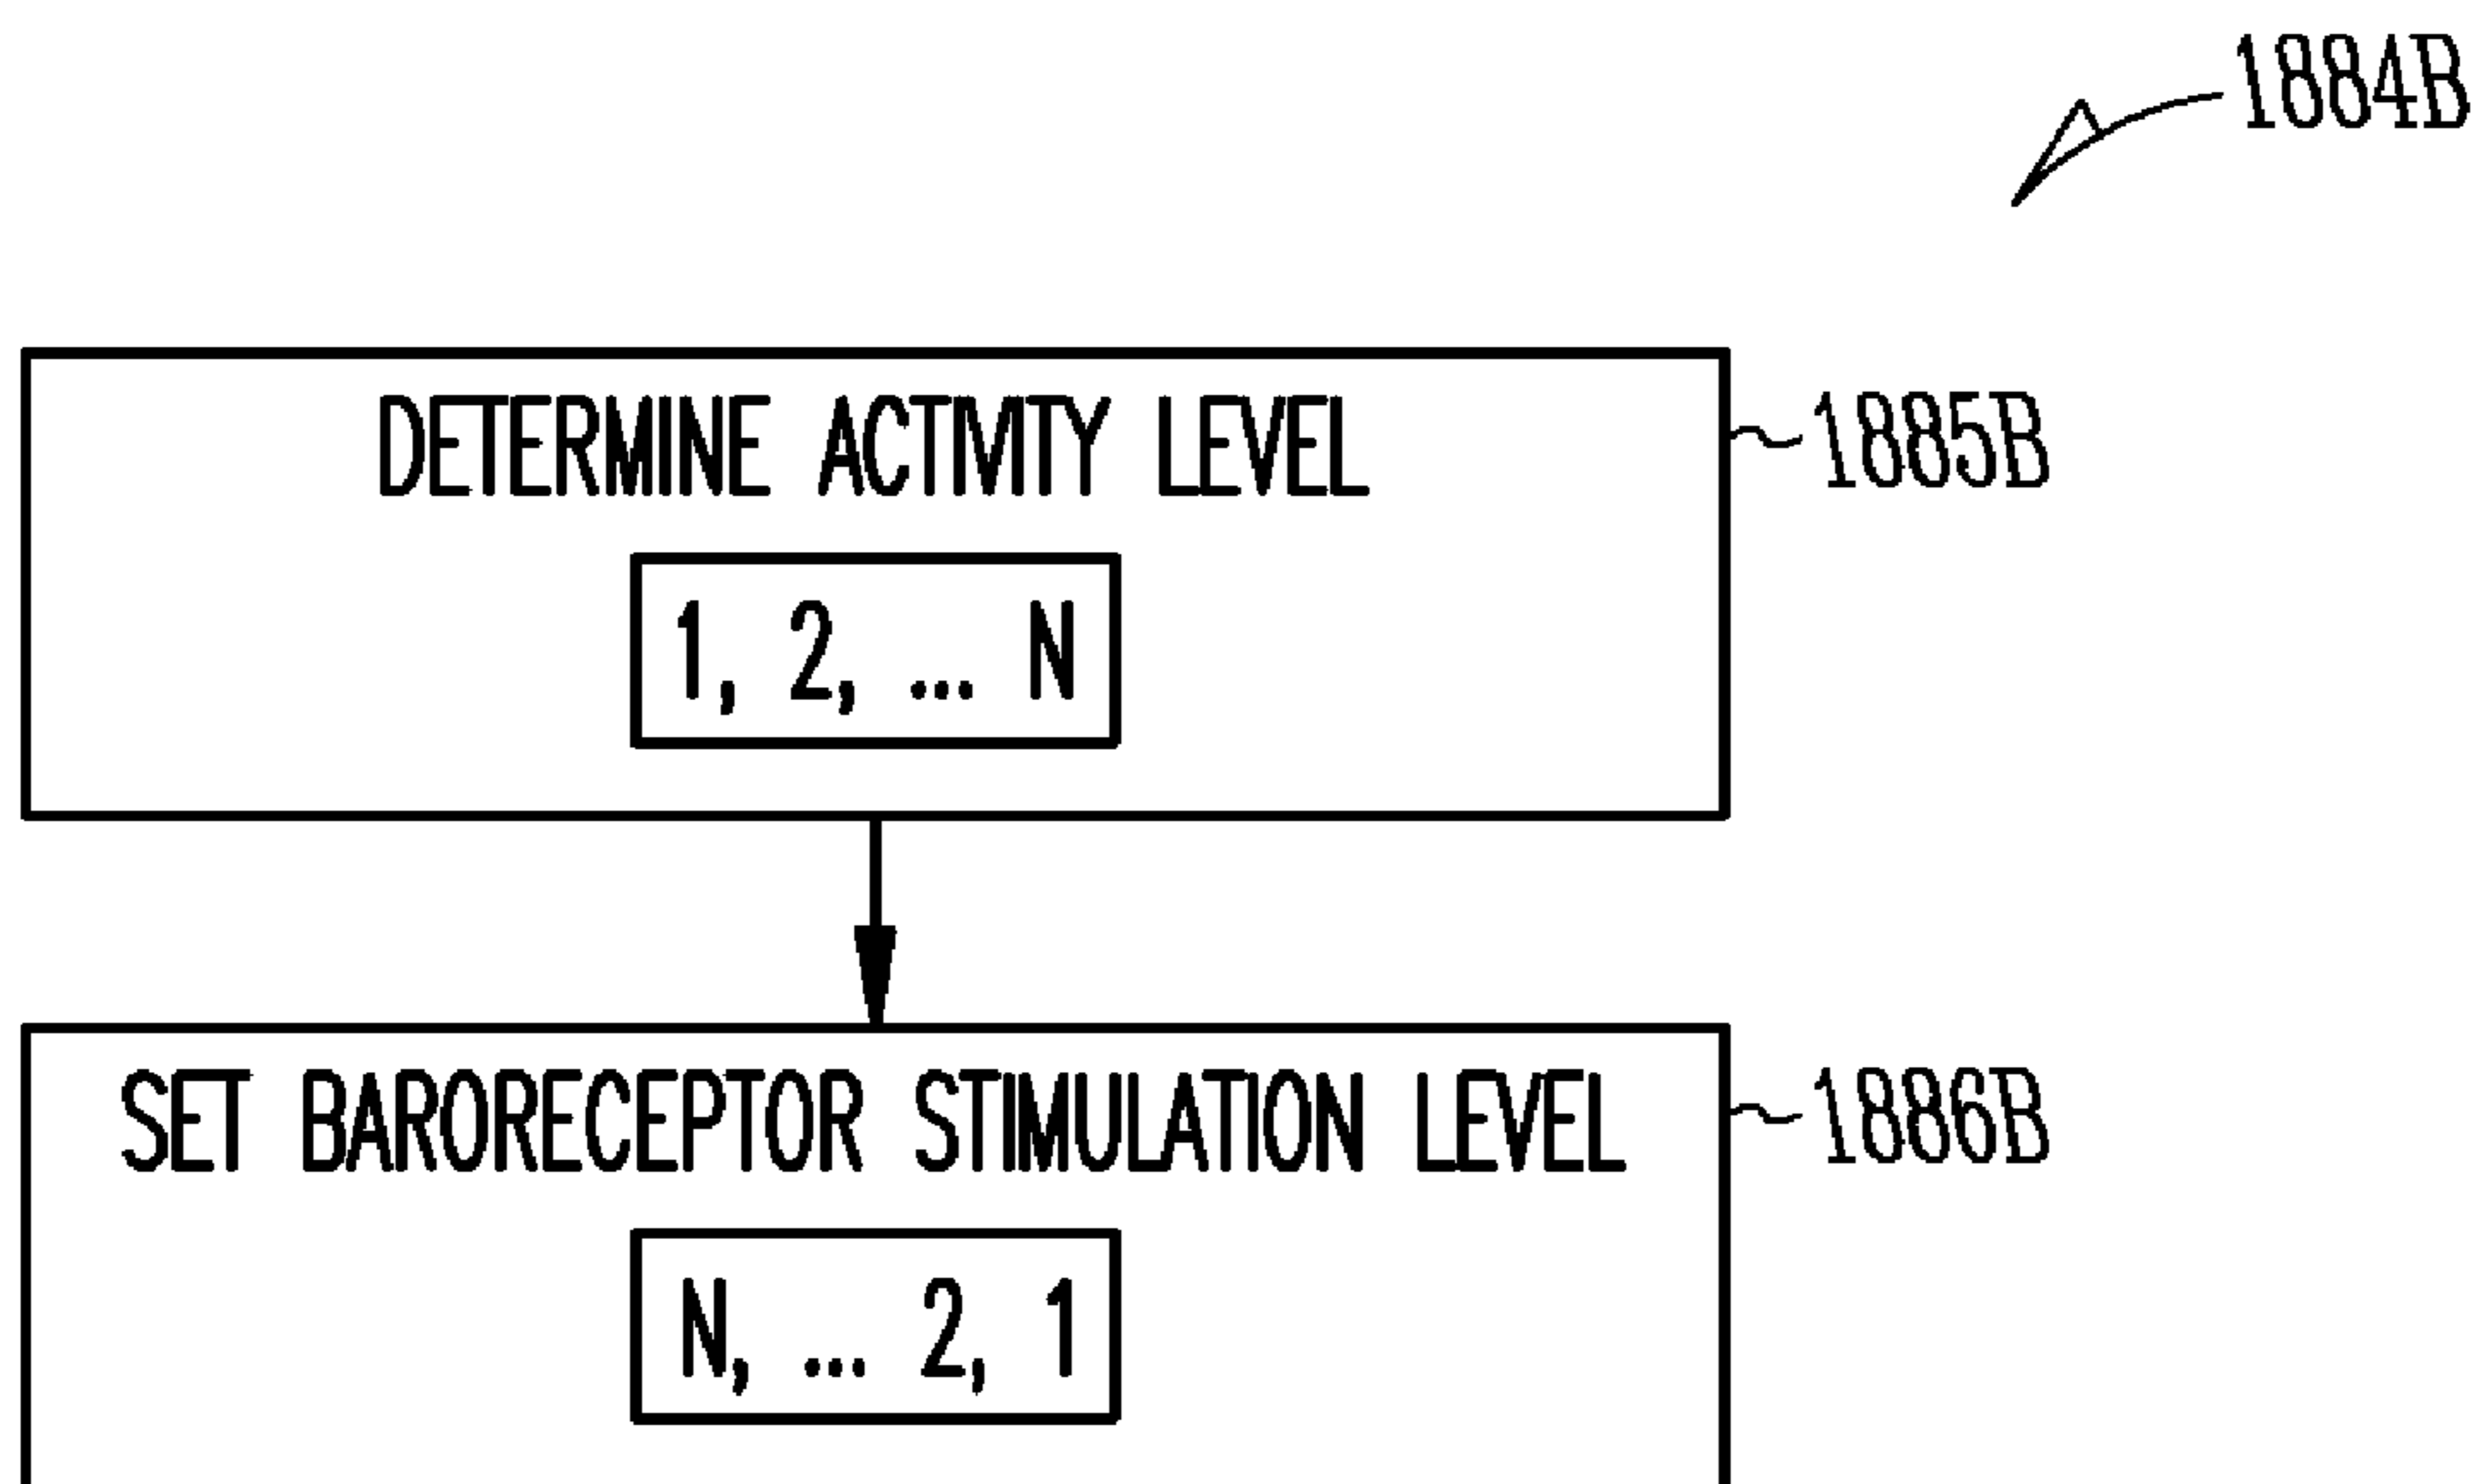 1884B
DETERMINE ACTIVITY LEVEL
1885B
1, 2, ... N
SET BARORECEPTOR STIMULATION LEVEL
1886B
N, ... 2, 1